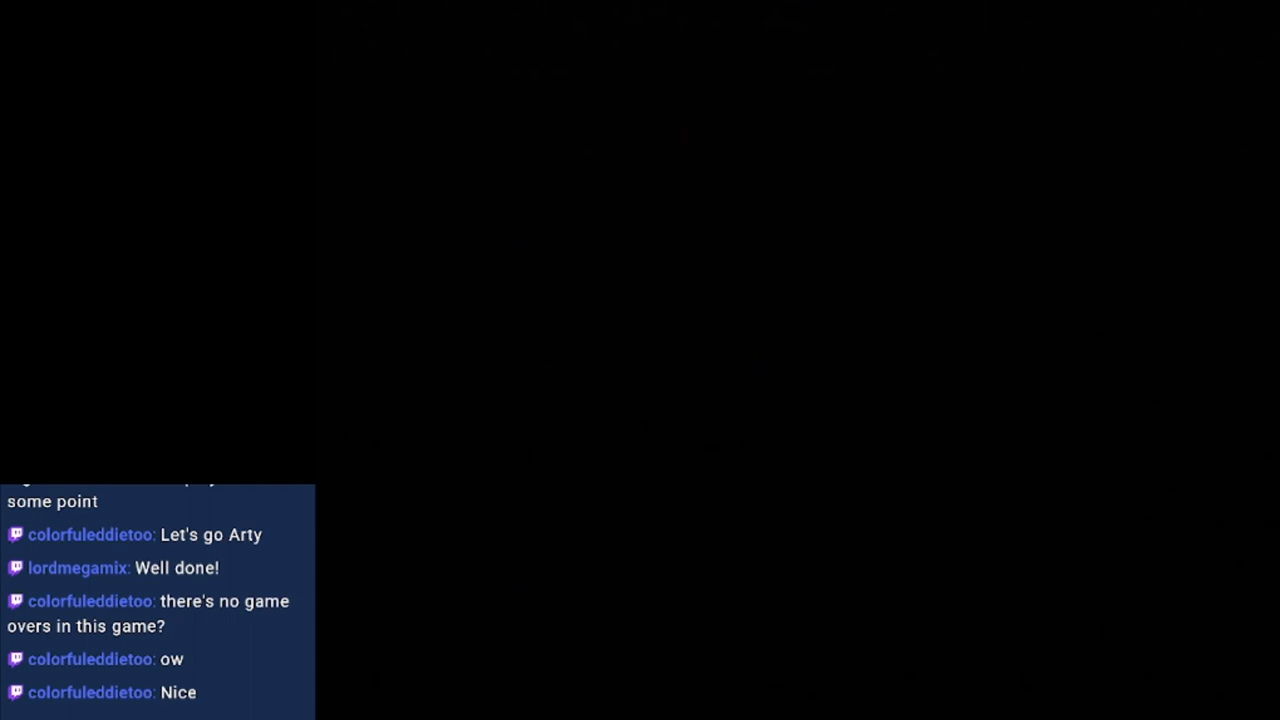 some point
colorfuleddietoo: Let's go Arty
lordmegamix: Well done!
colorfuleddietoo: there's no game
overs in this game?
colorfuleddietoo: ow
colorfuleddietoo: Nice